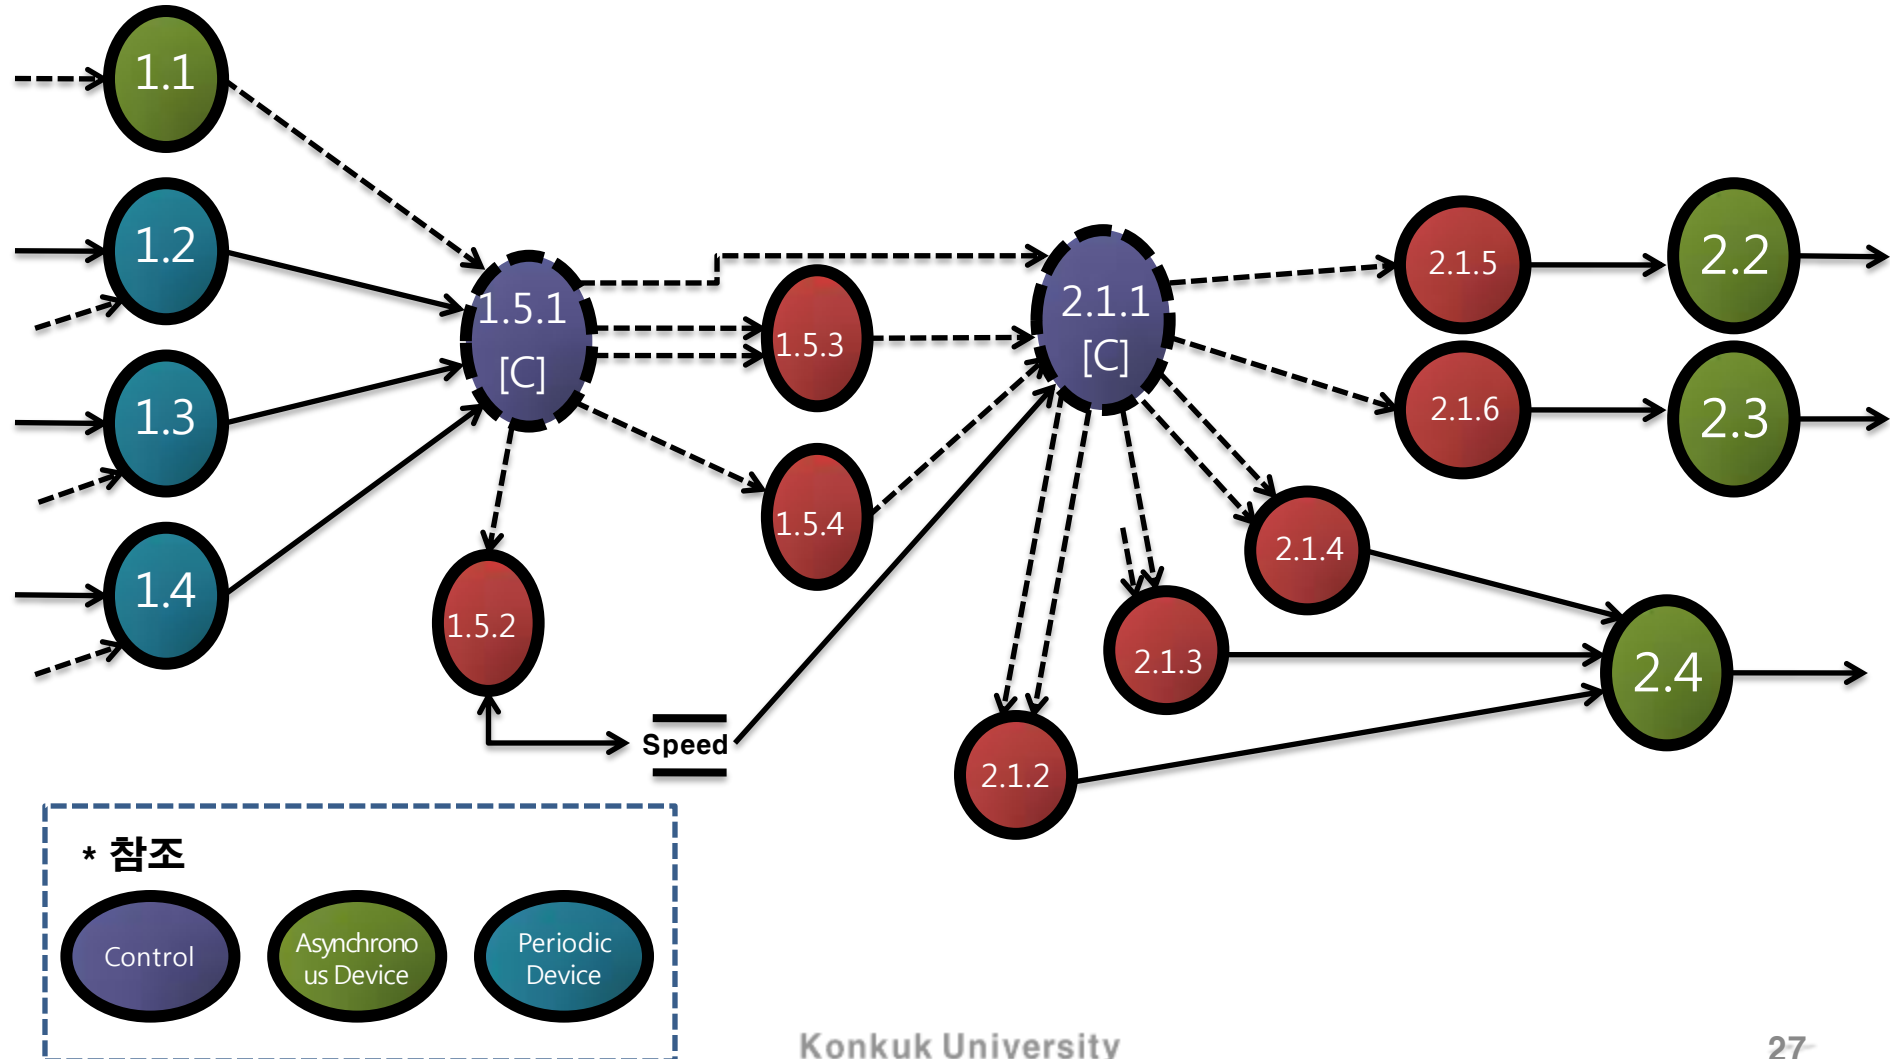 1.1
1.2
1.3
1.4
1.5.1
[C]
1.5.2
1.5.3
1.5.4
Speed
2.1.1
[C]
2.1.5
2.1.6
2.2
2.3
2.1.4
2.1.3
2.1.2
2.4
* 참조
Control
Asynchrono
us Device
Periodic
Device
Konkuk University
27